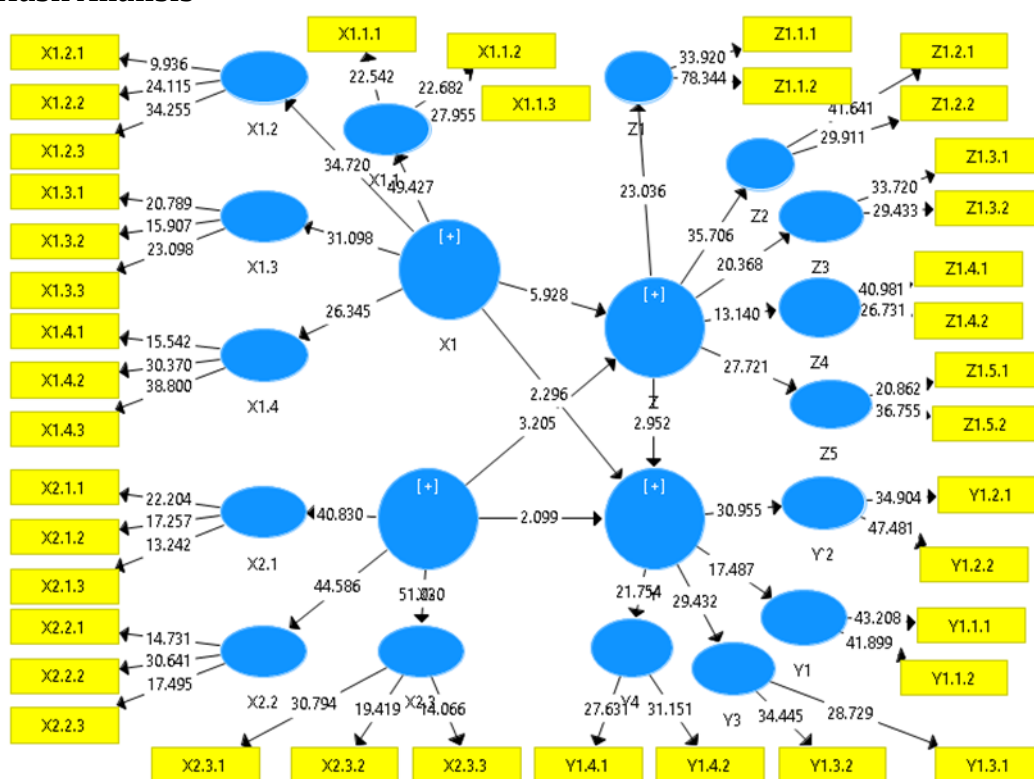 X1.1.1
X1.1.2
X1.1.3
X1.2.1
X1.2.2
X1.2.3
9.936
24.115
34.255
X1.2
22.542
22.682
27.955
34.720
49.427
X1.3.1
X1.3.2
X1.3.3
20.789
15.907
23.098
X1.3
31.098
[+]
X1
X1.4.1
X1.4.2
X1.4.3
15.542
30.370
38.800
X1.4
26.345
5.928
2.296
3.205
Z1.1.1
Z1.1.2
33.920
78.344
Z1
23.036
Z1.2.1
Z1.2.2
41.641
29.911
Z2
35.706
Z1.3.1
Z1.3.2
33.720
29.433
Z3
20.368
[+]
Z
13.140
Z1.4.1
Z1.4.2
40.981
26.731
Z4
27.721
Z1.5.1
Z1.5.2
20.862
36.755
Z5
2.952
X2.1.1
X2.1.2
X2.1.3
22.204
17.257
13.242
X2.1
40.830
[+]
2.099
[+]
30.955
Y1.2.1
Y1.2.2
34.904
47.481
Y'2
X2.2.1
X2.2.2
X2.2.3
14.731
30.641
17.495
X2.2
44.586
21.754
29.432
17.487
Y1.1.1
Y1.1.2
43.208
41.899
Y1
30.794
19.419
14.066
Y4
27.631
31.151
Y3
34.445
28.729
X2.3.1
X2.3.2
X2.3.3
Y1.4.1
Y1.4.2
Y1.3.2
Y1.3.1